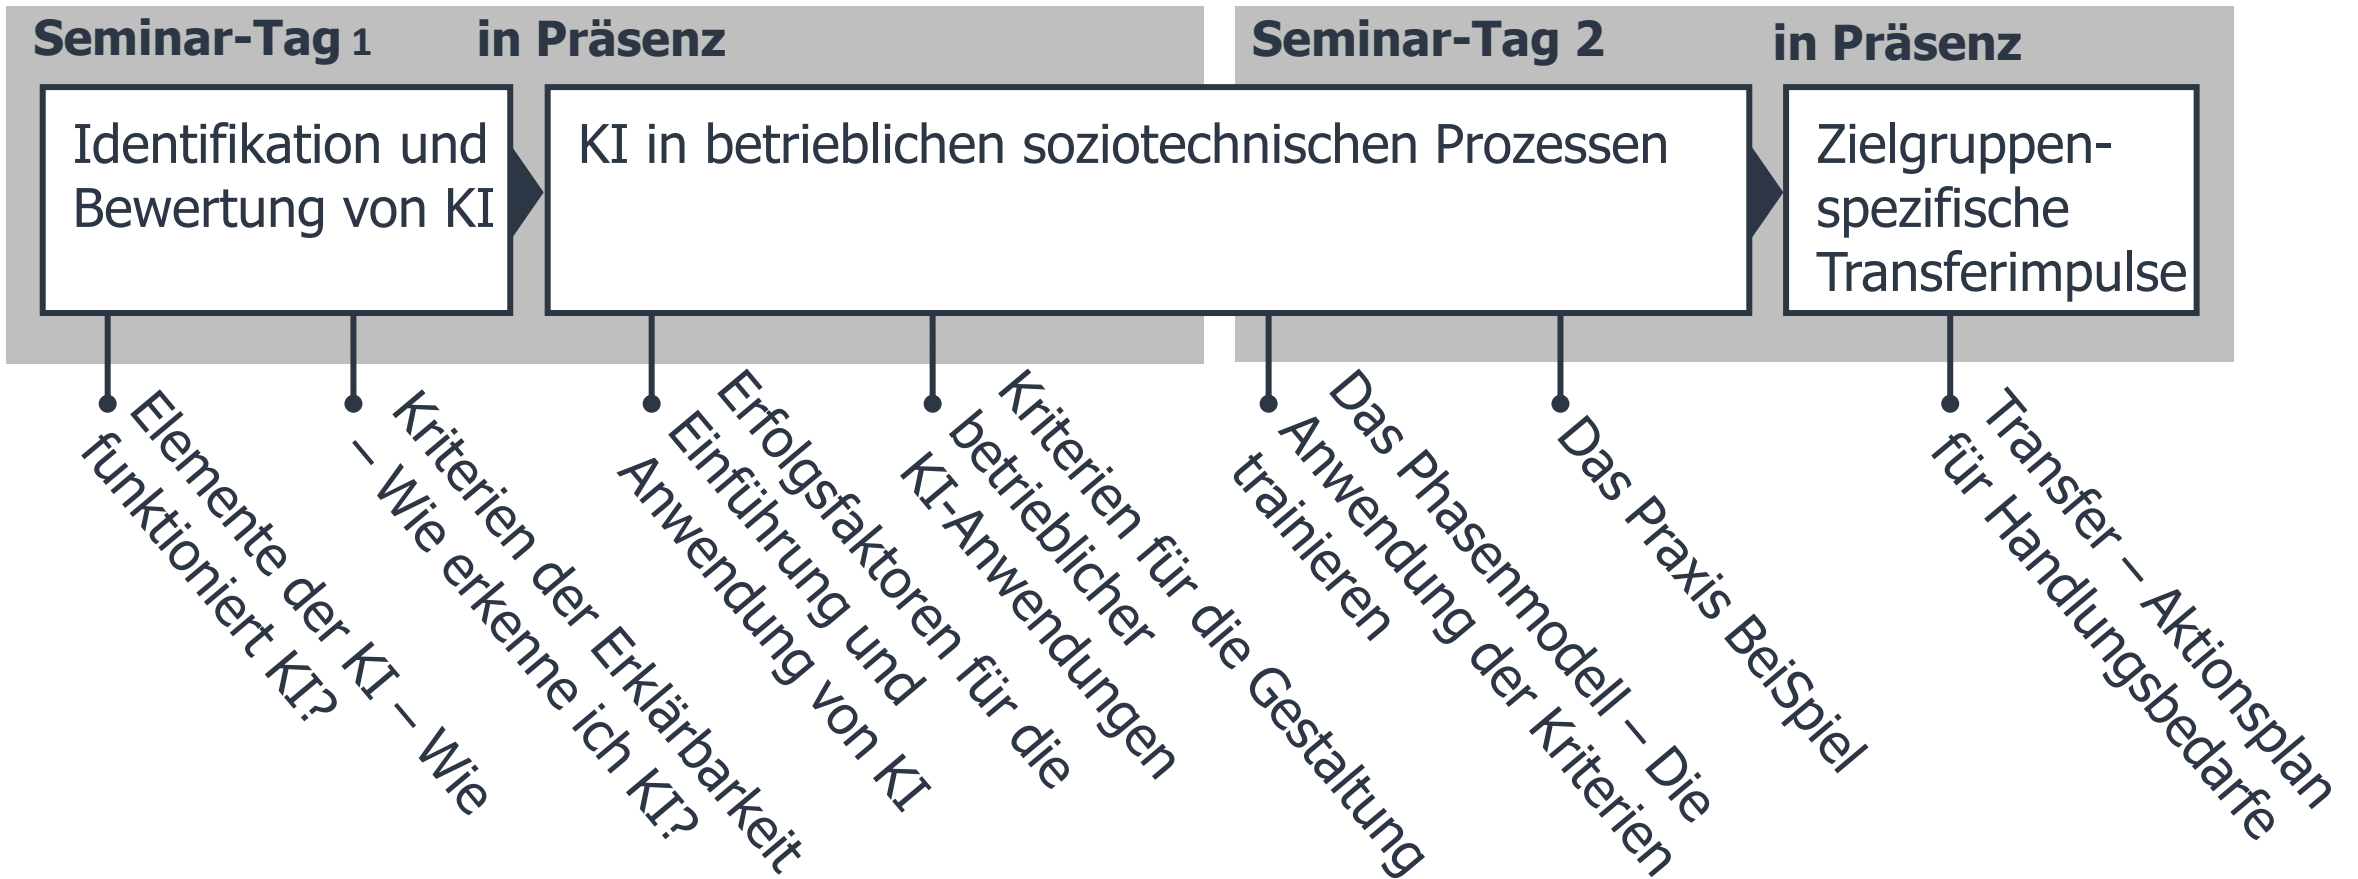 Seminar-Tag 1
in Präsenz
Seminar-Tag 2
in Präsenz
Identifikation und
Bewertung von KI
KI in betrieblichen soziotechnischen Prozessen
Zielgruppen-
spezifische
Transferimpulse
Elemente der KI – Wie
funktioniert KI?
Kriterien der Erklärbarkeit
– Wie erkenne ich KI?
Erfolgsfaktoren für die
Einführung und
Anwendung von KI
Kriterien für die Gestaltung
betrieblicher
KI-Anwendungen
Das Phasenmodell – Die
Anwendung der Kriterien
trainieren
Das Praxis BeiSpiel
Transfer – Aktionsplan
für Handlungsbedarfe